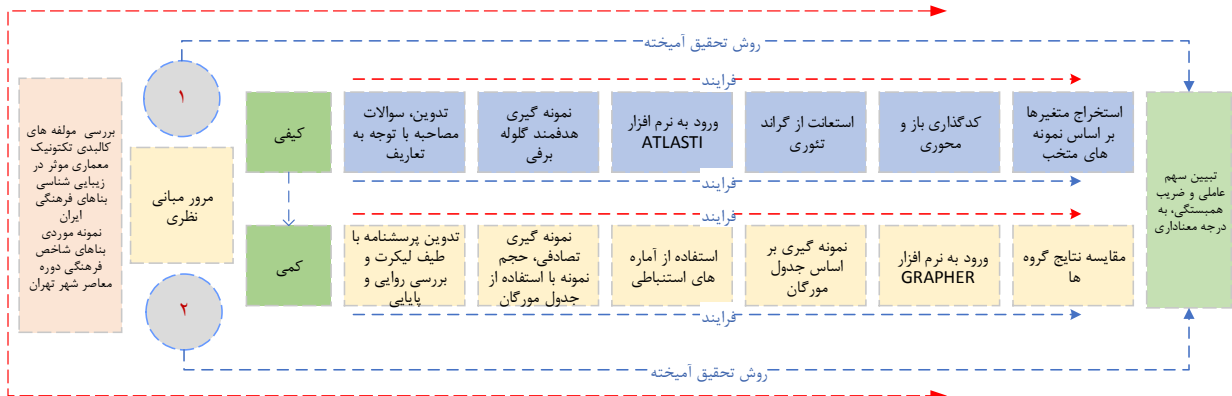 روش تحقیق آمیخته
۱
۲
بررسی مولفه های
کالبدی تکتونیک
معماری موثر در
زیبایی شناسی
بناهای فرهنگی
ایران
نمونه موردی
بناهای شاخص
فرهنگی دوره
معاصر شهر تهران
مرور مبانی
نظری
فرایند
کیفی
تدوین، سوالات
مصاحبه با توجه به
تعاریف
نمونه گیری
هدفمند گلوله
برفی
ورود به نرم افزار
ATLASTI
استعانت از گراند
تئوری
کدگذاری باز و
محوری
استخراج متغیرها
بر اساس نمونه
های متخب
فرایند
فرایند
کمی
تدوین پرسشنامه با
طیف لیکرت و
بررسی روایی و
پایایی
نمونه گیری
تصادفی، حجم
نمونه با استفاده از
جدول مورگان
استفاده از آماره
های استنباطی
نمونه گیری بر
اساس جدول
مورگان
ورود به نرم افزار
GRAPHER
مقایسه نتایج گروه
ها
فرایند
تبیین سهم
عاملی و ضریب
همبستگی، به
درجه معناداری
روش تحقیق آمیخته